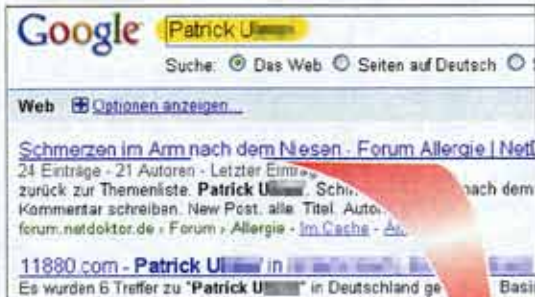 Google Patrick U
Suche: Das Web Seiten auf Deutsch
Web Optionen anzeigen...
Schmerzen im Arm nach dem Niesen - Forum Allergie | NetD
24 Einträge - 21 Autoren - Letzter Eintrag
zurück zur Themenliste. Patrick U . Sch nach dem
Kommentar schreiben. New Post. alle. Titel. Auto
forum.netdoktor.de › Forum › Allergie - Im Cache - Ä
11880.com - Patrick Ul in
Es wurden 6 Treffer zu "Patrick U " in Deutschland ge Basi